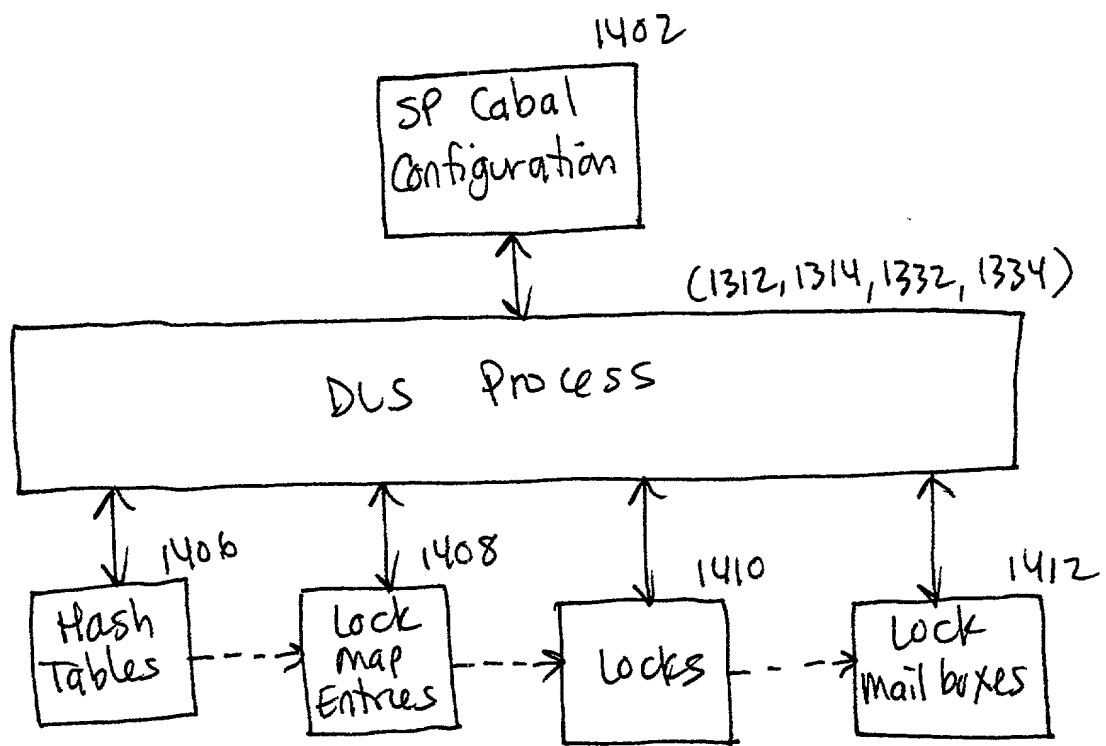 1402
SP Cabal
Configuration
(1312, 1314, 1332, 1334)
DLS Process
1406
1408
1410
1412
Hash
Tables
Lock
Map
Entries
Locks
Lock
mail boxes